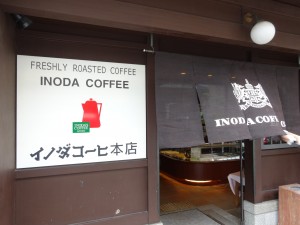 FRESHLY ROASTED COFFEE
INODA COFFEE
イノダコーヒ本店
INODA COFFEE